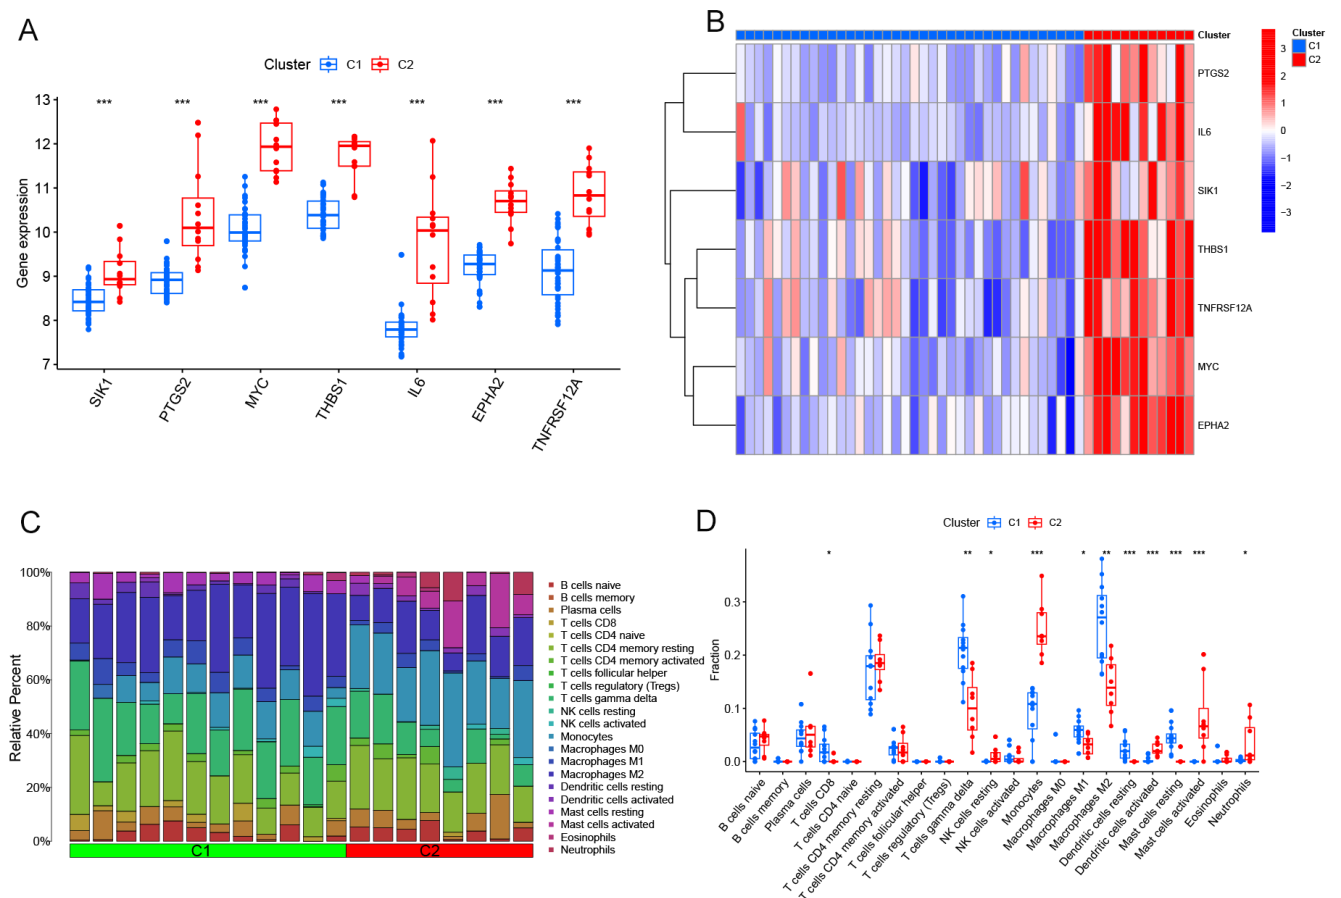 A
Cluster C1 C2
*** *** *** *** *** *** ***
Gene expression
13
12
11
10
9
8
7
SIK1
PTGS2
MYC
THBS1
IL6
EPHA2
TNFRSF12A
B
Cluster
PTGS2
IL6
SIK1
THBS1
TNFRSF12A
MYC
EPHA2
3
2
1
0
−1
−2
−3
Cluster
C1
C2
C
Relative Percent
100%
80%
60%
40%
20%
0%
C1 C2
B cells naive
B cells memory
Plasma cells
T cells CD8
T cells CD4 naive
T cells CD4 memory resting
T cells CD4 memory activated
T cells follicular helper
T cells regulatory (Tregs)
T cells gamma delta
NK cells resting
NK cells activated
Monocytes
Macrophages M0
Macrophages M1
Macrophages M2
Dendritic cells resting
Dendritic cells activated
Mast cells resting
Mast cells activated
Eosinophils
Neutrophils
D
Cluster C1 C2
* ** * *** * ** *** *** *** *** *
Fraction
0.3
0.2
0.1
0.0
B cells naive
B cells memory
Plasma cells
T cells CD8
T cells CD4 naive
T cells CD4 memory resting
T cells CD4 memory activated
T cells follicular helper
T cells regulatory (Tregs)
T cells gamma delta
NK cells resting
NK cells activated
Monocytes
Macrophages M0
Macrophages M1
Macrophages M2
Dendritic cells resting
Dendritic cells activated
Mast cells resting
Mast cells activated
Eosinophils
Neutrophils